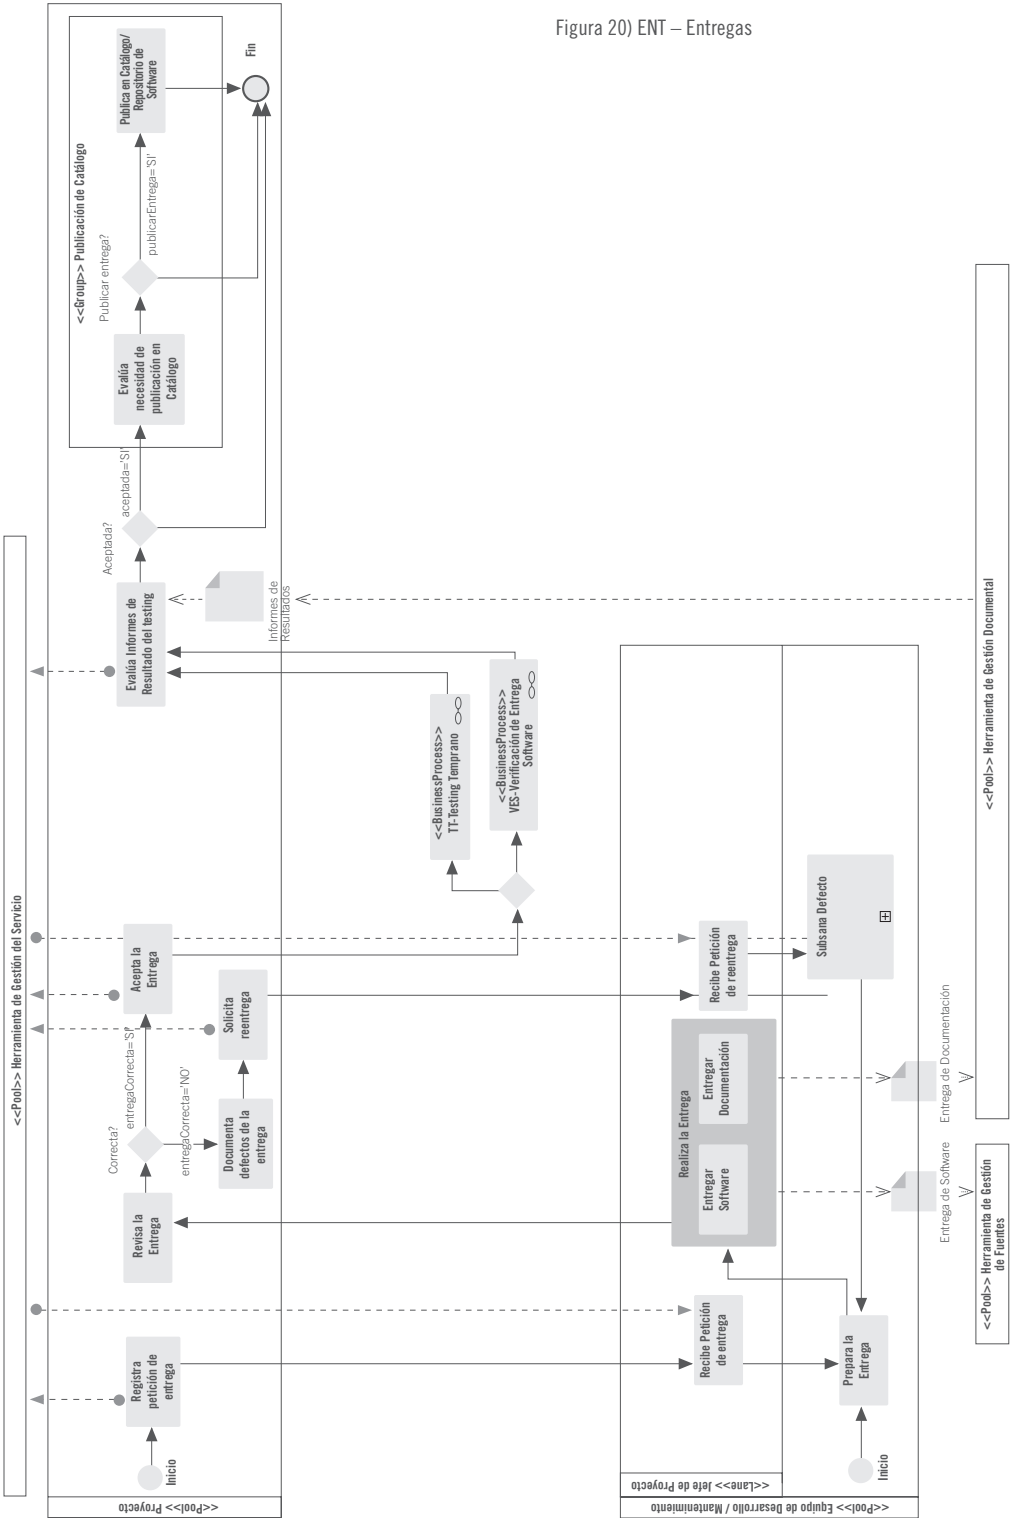 Figura 20) ENT – Entregas
<<Pool>> Herramienta de Gestión del Servicio
<<Pool>> Proyecto
Inicio
Registra
petición de
entrega
Revisa la
Entrega
Correcta?
entregaCorrecta='SI'
entregaCorrecta='NO'
Documenta
defectos de la
entrega
Solicita
reentrega
Acepta la
Entrega
<<BusinessProcess>>
TT-Testing Temprano
<<BusinessProcess>>
VES-Verificación de Entrega
Software
Evalúa Informes de
Resultado del testing
Informes de
Resultados
Aceptada?
aceptada='SI'
<<Group>> Publicación de Catálogo
Evalúa
necesidad de
publicación en
Catálogo
Publicar entrega?
publicarEntrega='SI'
Publica en Catálogo/
Repositorio de
Software
Fin
<<Pool>> Equipo de Desarrollo / Mantenimiento
<<Lane>> Jefe de Proyecto
Recibe Petición
de entrega
Realiza la Entrega
Entregar
Software
Entregar
Documentación
Recibe Petición
de reentrega
Inicio
Prepara la
Entrega
Subsana Defecto
Entrega de Software
Entrega de Documentación
<<Pool>> Herramienta de Gestión
de Fuentes
<<Pool>> Herramienta de Gestión Documental